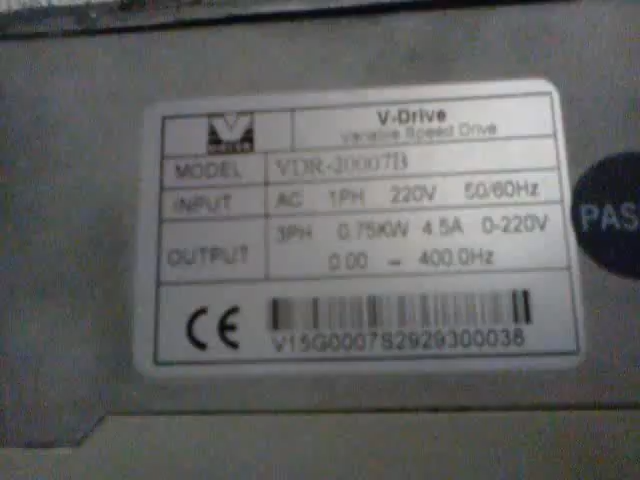 V-Drive
Variable Speed Drive
MODEL VDR-20007B
INPUT AC 1PH 220V 50/60Hz
OUTPUT 3PH 0.75KW 4.5A 0-220V
0.00 - 400.0Hz
CE
V15G0007S2929300038
PAS